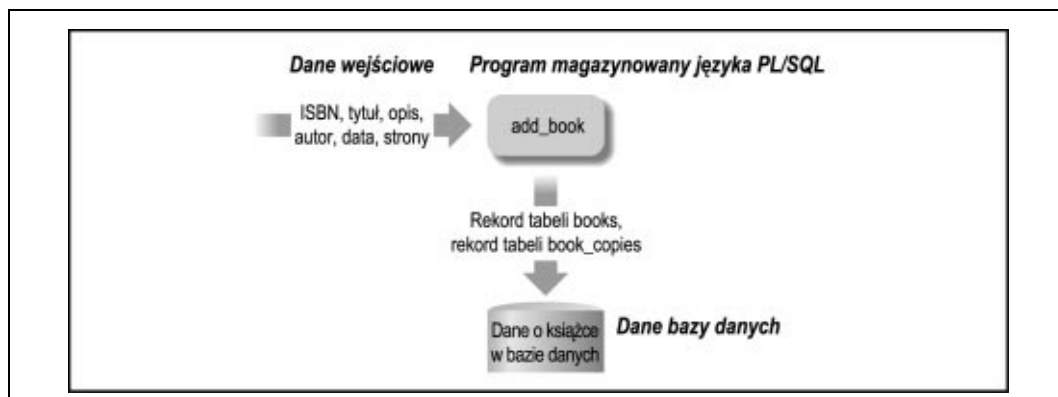 Dane wejściowe
Program magazynowany języka PL/SQL
ISBN, tytuł, opis,
autor, data, strony
add_book
Rekord tabeli books,
rekord tabeli book_copies
Dane o książce
w bazie danych
Dane bazy danych